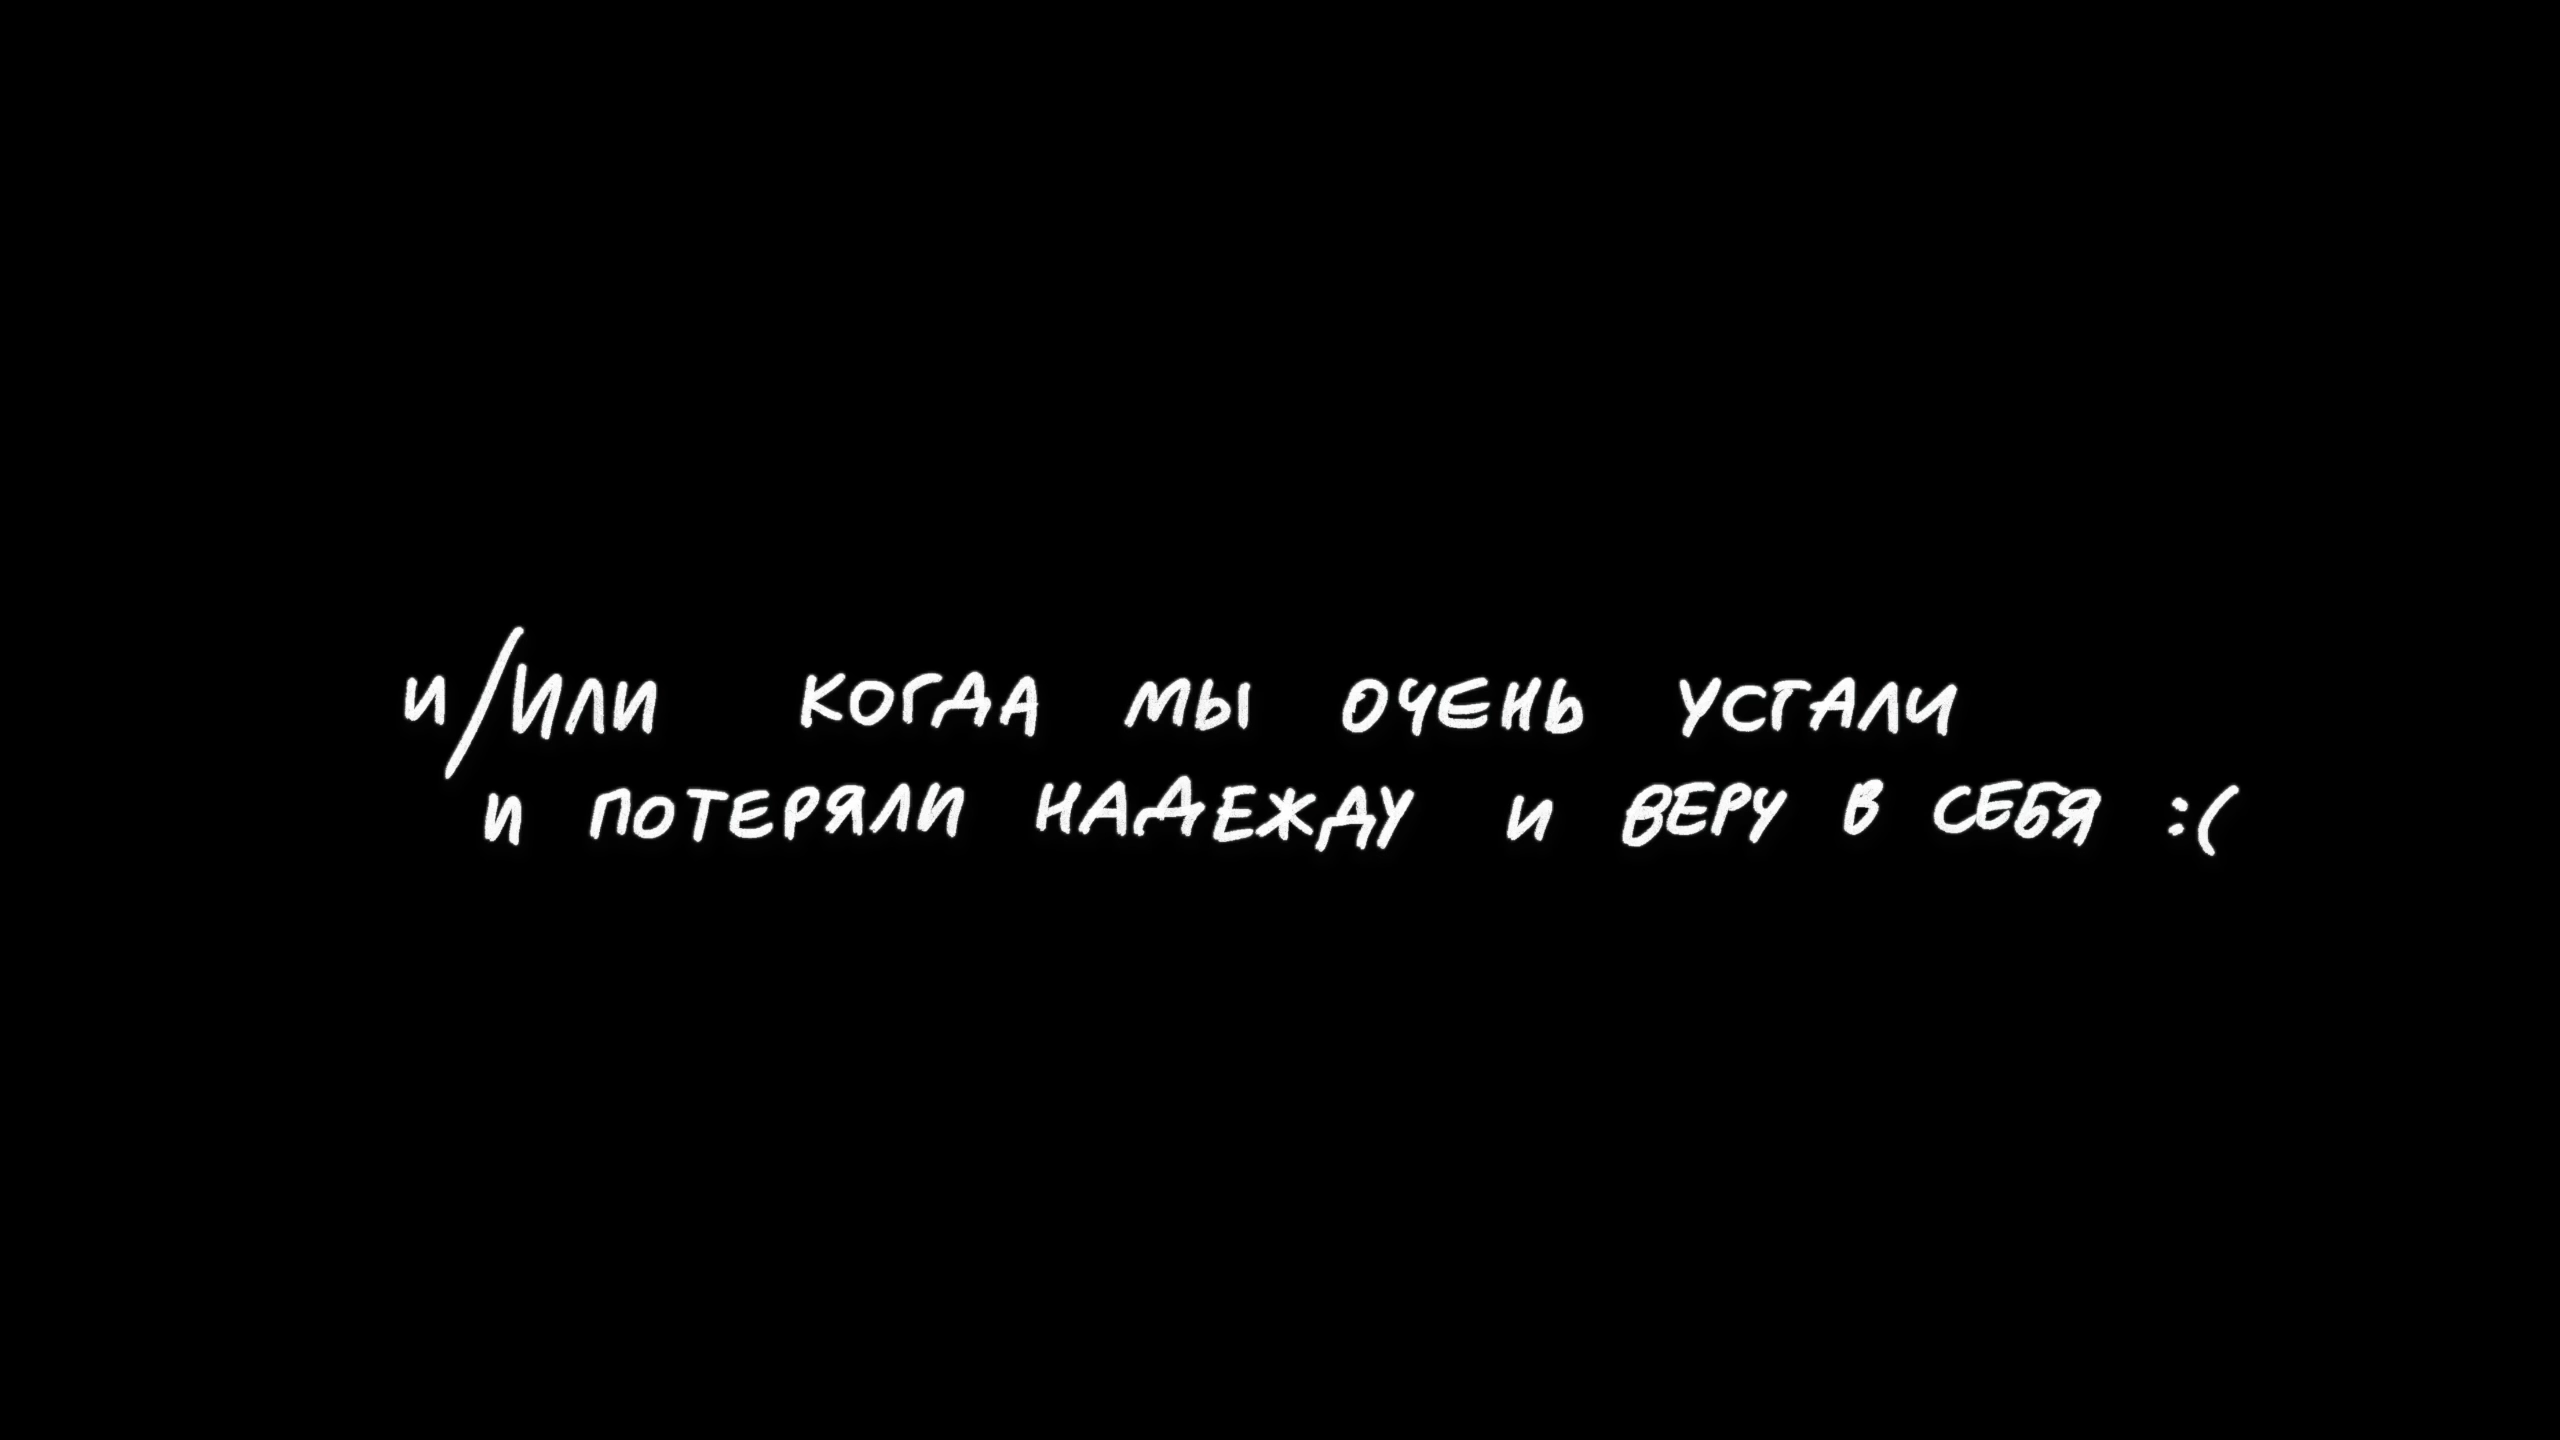 и/или когда мы очень устали
и потеряли надежду и веру в себя :(